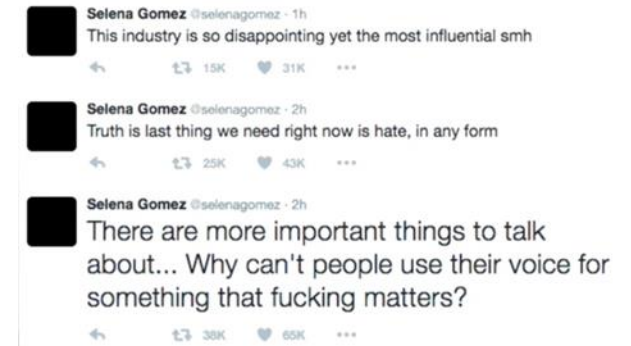 Selena Gomez @selenagomez · 1h
This industry is so disappointing yet the most influential smh
15K 31K
Selena Gomez @selenagomez · 2h
Truth is last thing we need right now is hate, in any form
25K 43K
Selena Gomez @selenagomez · 2h
There are more important things to talk
about... Why can't people use their voice for
something that fucking matters?
38K 65K